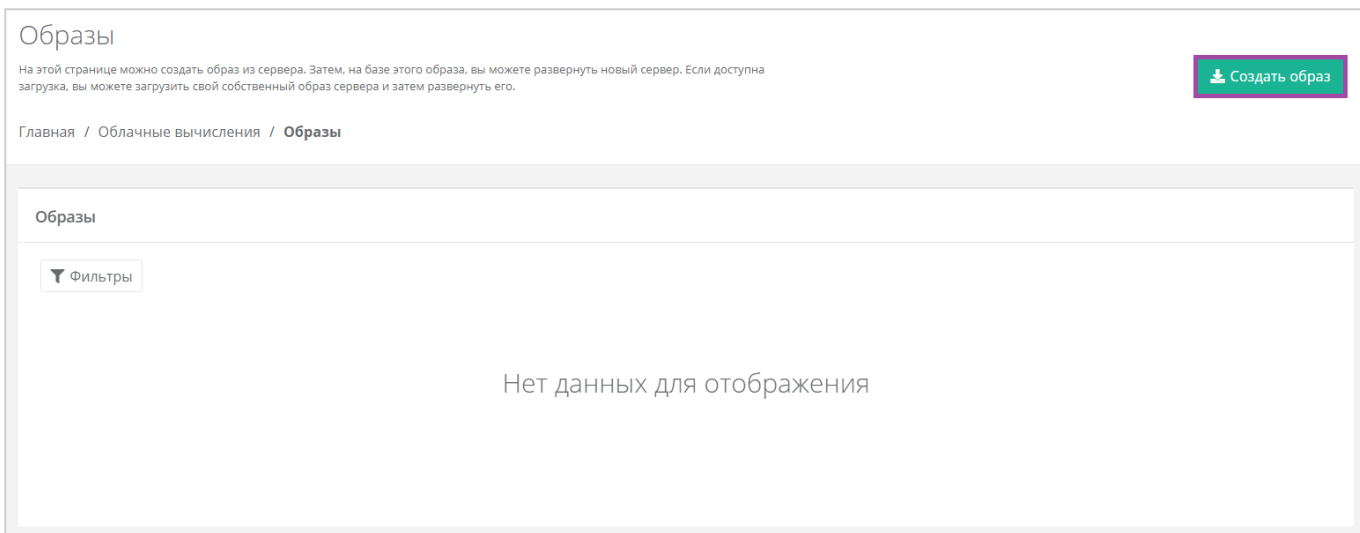 Образы
На этой странице можно создать образ из сервера. Затем, на базе этого образа, вы можете развернуть новый сервер. Если доступна
загрузка, вы можете загрузить свой собственный образ сервера и затем развернуть его.
Создать образ
Главная / Облачные вычисления / Образы
Образы
Фильтры
Нет данных для отображения